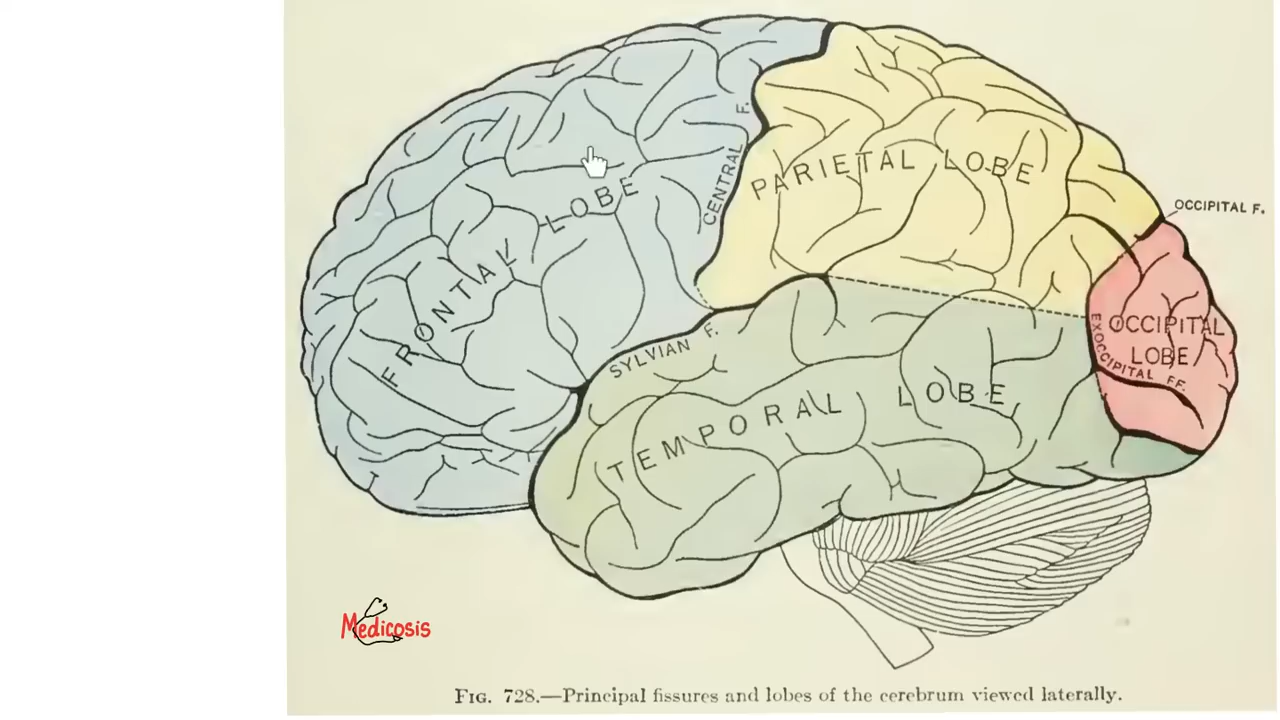 CENTRAL F.
PARIETAL LOBE
FRONTAL LOBE
OCCIPITAL F.
OCCIPITAL
LOBE
EXOCCIPITAL FF.
SYLVIAN F.
TEMPORAL LOBE
Medicosis
FIG. 728.—Principal fissures and lobes of the cerebrum viewed laterally.